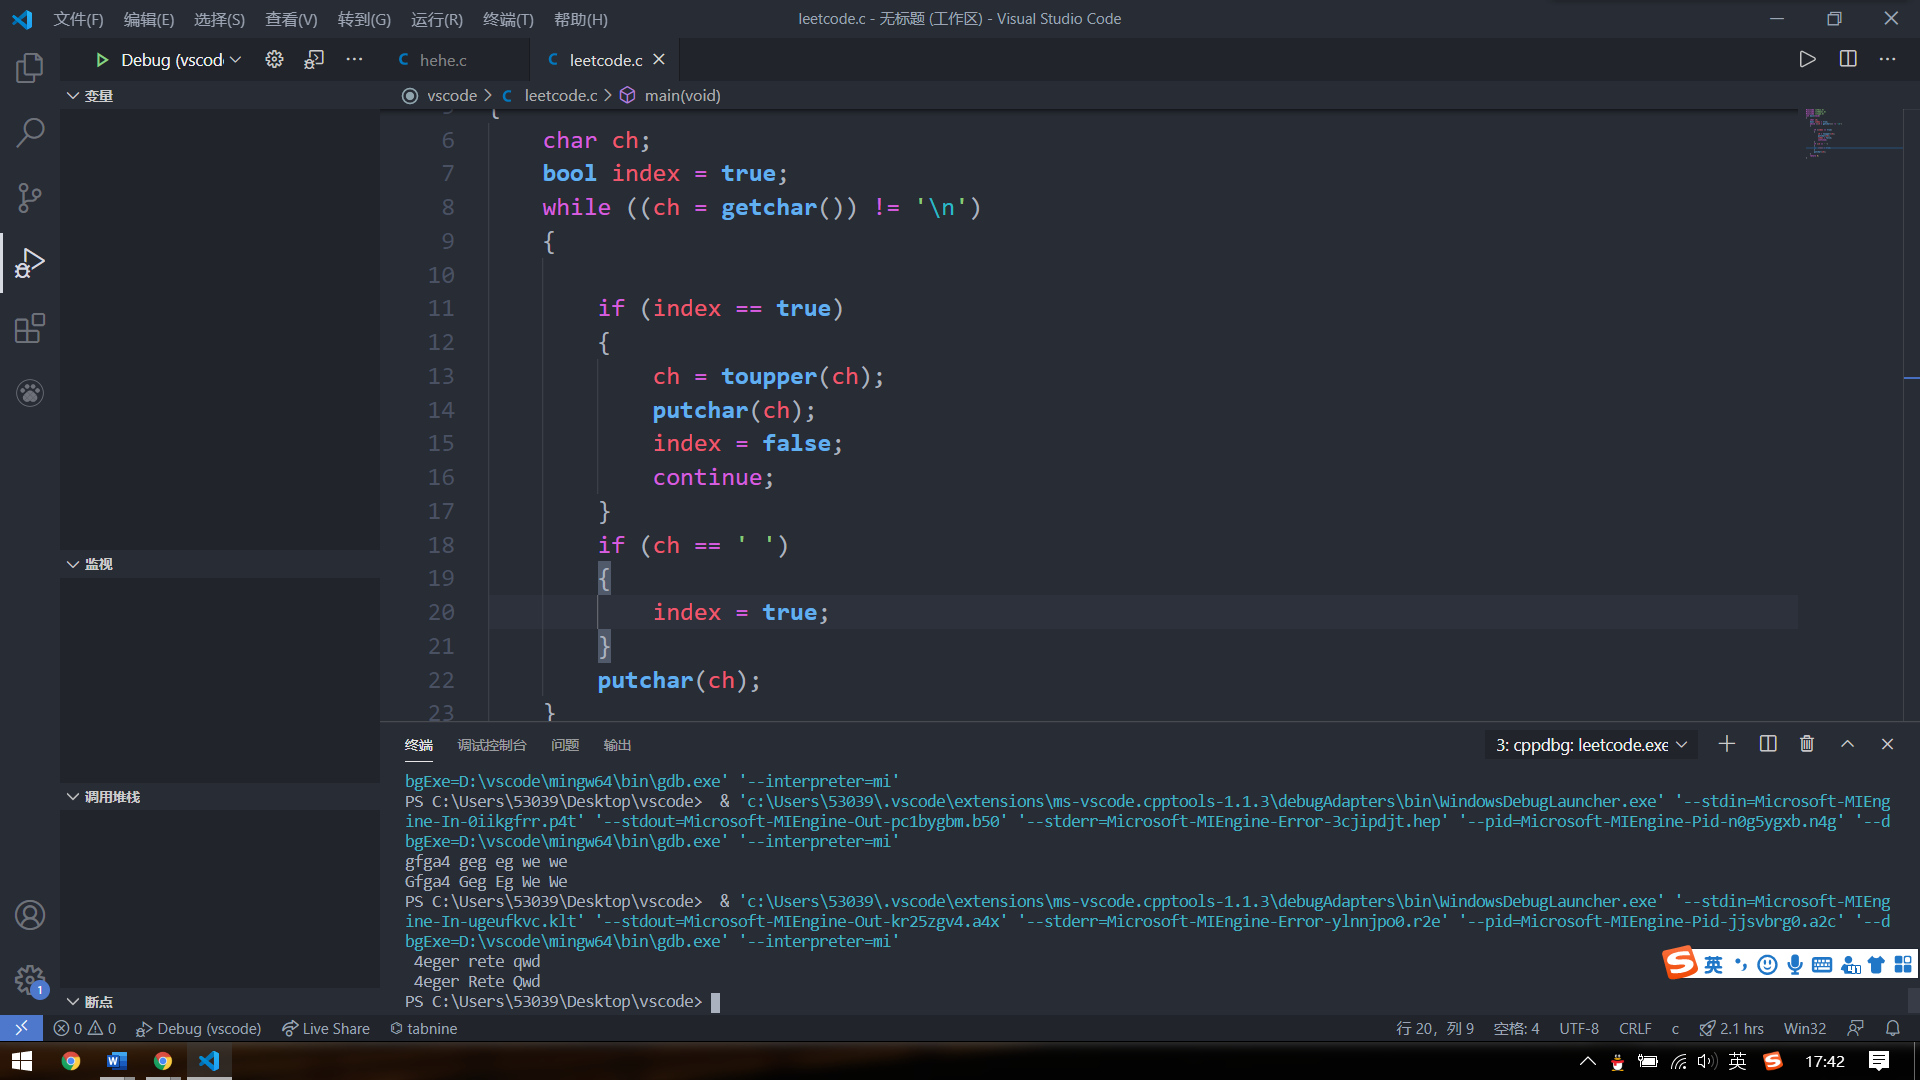 文件(F) 编辑(E) 选择(S) 查看(V) 转到(G) 运行(R) 终端(T) 帮助(H) leetcode.c - 无标题 (工作区) - Visual Studio Code
Debug (vscod hehe.c leetcode.c
变量 vscode leetcode.c main(void)
{
6 char ch;
7 bool index = true;
8 while ((ch = getchar()) != '\n')
9 {
10
11 if (index == true)
12 {
13 ch = toupper(ch);
14 putchar(ch);
15 index = false;
16 continue;
17 }
18 if (ch == ' ')
19 {
20 index = true;
21 }
22 putchar(ch);
23 }
监视
调用堆栈
断点
终端 调试控制台 问题 输出 3: cppdbg: leetcode.exe
bgExe=D:\vscode\mingw64\bin\gdb.exe' '--interpreter=mi'
PS C:\Users\53039\Desktop\vscode>  & 'c:\Users\53039\.vscode\extensions\ms-vscode.cpptools-1.1.3\debugAdapters\bin\WindowsDebugLauncher.exe' '--stdin=Microsoft-MIEng
ine-In-0iikgfrr.p4t' '--stdout=Microsoft-MIEngine-Out-pc1bygbm.b50' '--stderr=Microsoft-MIEngine-Error-3cjipdjt.hep' '--pid=Microsoft-MIEngine-Pid-n0g5ygxb.n4g' '--d
bgExe=D:\vscode\mingw64\bin\gdb.exe' '--interpreter=mi'
gfga4 geg eg we we
Gfga4 Geg Eg We We
PS C:\Users\53039\Desktop\vscode>  & 'c:\Users\53039\.vscode\extensions\ms-vscode.cpptools-1.1.3\debugAdapters\bin\WindowsDebugLauncher.exe' '--stdin=Microsoft-MIEng
ine-In-ugeufkvc.klt' '--stdout=Microsoft-MIEngine-Out-kr25zgv4.a4x' '--stderr=Microsoft-MIEngine-Error-ylnnjpo0.r2e' '--pid=Microsoft-MIEngine-Pid-jjsvbrg0.a2c' '--d
bgExe=D:\vscode\mingw64\bin\gdb.exe' '--interpreter=mi'
4eger rete qwd
4eger Rete Qwd
PS C:\Users\53039\Desktop\vscode>
英
1
0 0 Debug (vscode) Live Share tabnine 行 20，列 9 空格: 4 UTF-8 CRLF c 2.1 hrs Win32
英 17:42